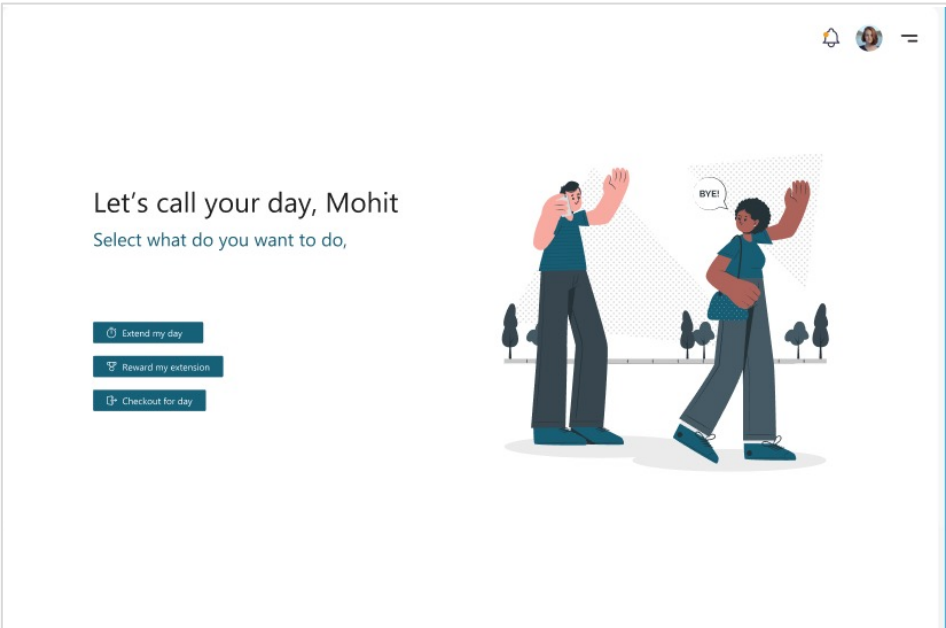 Let's call your day, Mohit
Select what do you want to do,
BYE!
Extend my day
Reward my extension
Checkout for day